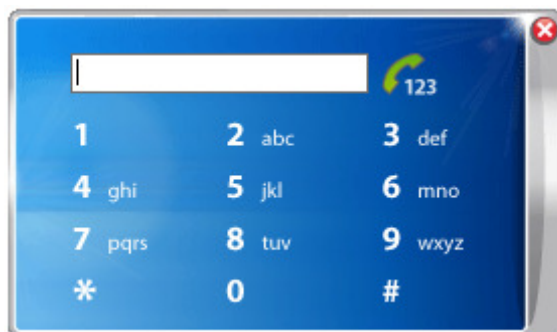 123
1 2 abc 3 def
4 ghi 5 jkl 6 mno
7 pqrs 8 tuv 9 wxyz
* 0 #